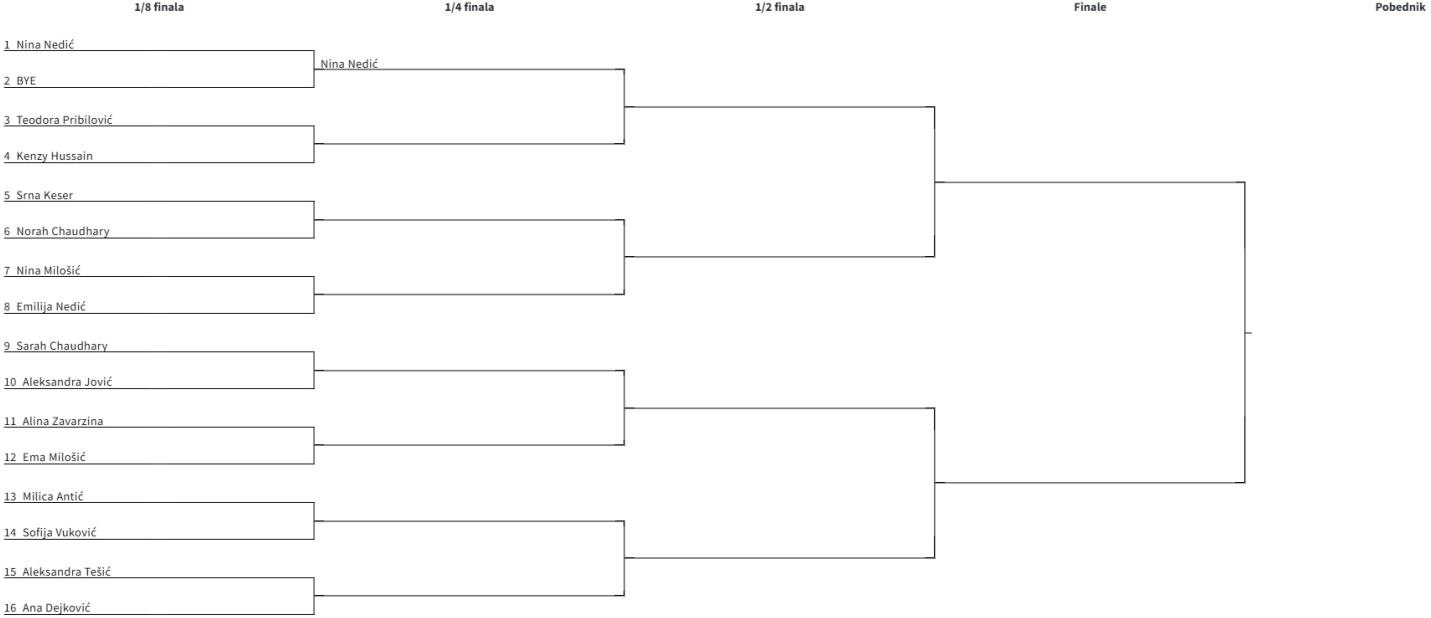 1/8 finala 1/4 finala 1/2 finala Finale Pobednik
1 Nina Nedić
Nina Nedić
2 BYE
3 Teodora Pribilović
4 Kenzy Hussain
5 Srna Keser
6 Norah Chaudhary
7 Nina Milošić
8 Emilija Nedić
9 Sarah Chaudhary
10 Aleksandra Jović
11 Alina Zavarzina
12 Ema Milošić
13 Milica Antić
14 Sofija Vuković
15 Aleksandra Tešić
16 Ana Dejković